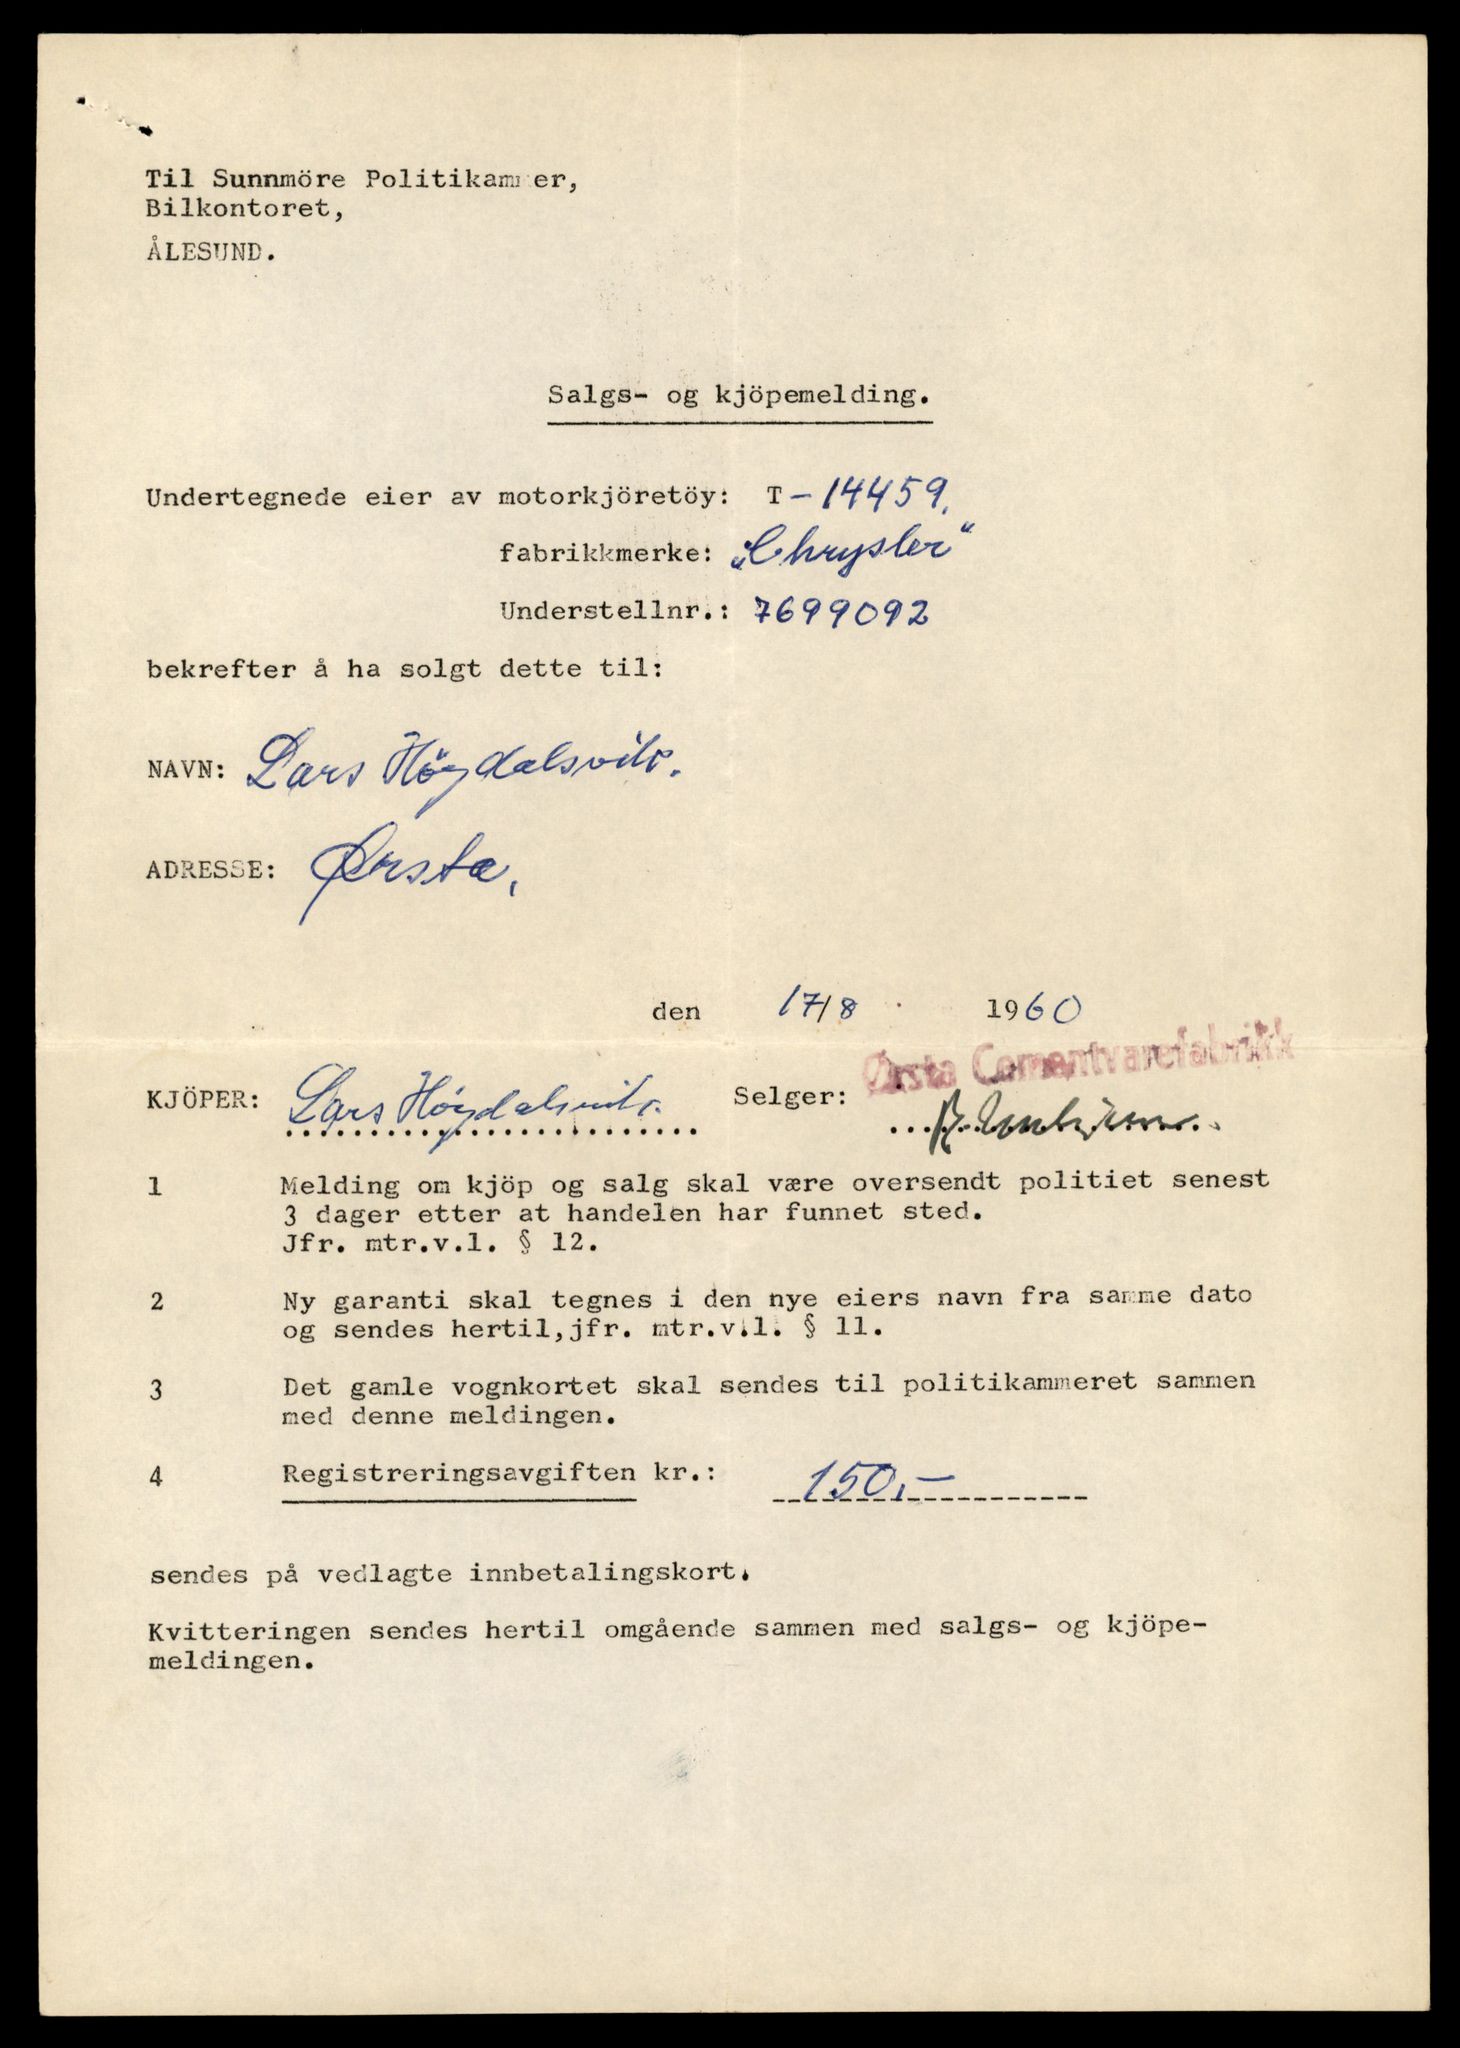 Til Sunnmöre Politikammer,
Bilkontoret,
ÅLESUND.
Salgs- og kjöpemelding.
Undertegnede eier av motorkjöretöy: T - 14459.
fabrikkmerke: „Chrysler"
Understellnr.: 7699092
bekrefter å ha solgt dette til:
NAVN: Lars Høydalsvik.
ADRESSE: Ørsta,
den 17/8 1960
Ørsta Cementvarefabrikk
KJÖPER: Lars Høydalsvik. Selger:
1 Melding om kjöp og salg skal være oversendt politiet senest
3 dager etter at handelen har funnet sted.
Jfr. mtr.v.l. § 12.
2 Ny garanti skal tegnes i den nye eiers navn fra samme dato
og sendes hertil,jfr. mtr.v.l. § 11.
3 Det gamle vognkortet skal sendes til politikammeret sammen
med denne meldingen.
4 Registreringsavgiften kr.: 150,-
sendes på vedlagte innbetalingskort.
Kvitteringen sendes hertil omgående sammen med salgs- og kjöpe-
meldingen.